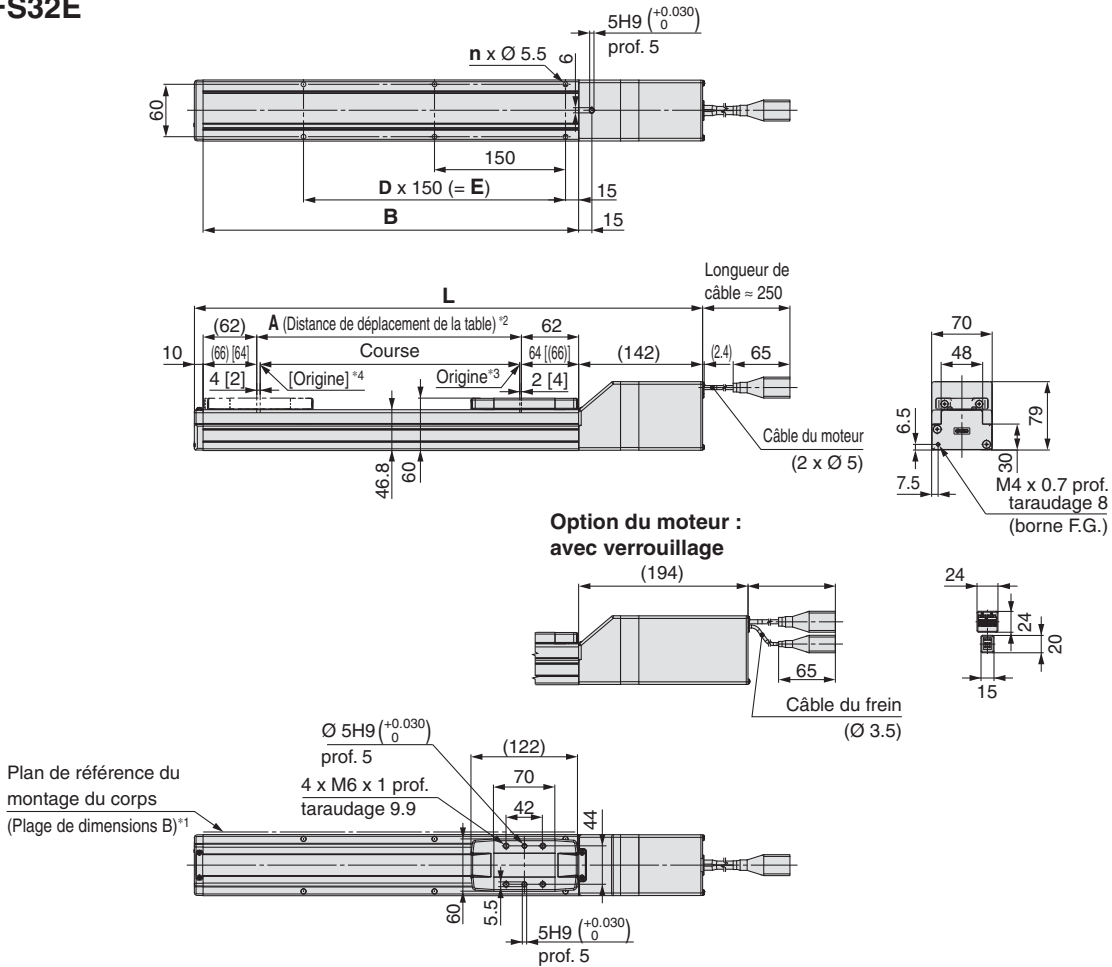 FS32E
5H9 (+0.030 0)
prof. 5
n x Ø 5.5
6
60
150
D x 150 (= E)
15
B
15
Longueur de
câble ≈ 250
L
(62)
A (Distance de déplacement de la table) *2
62
10
(66) [64]
Course
64 [(66)]
(142)
(2.4)
65
4 [2]
[Origine] *4
Origine*3
2 [4]
46.8
60
Câble du moteur
(2 x Ø 5)
70
48
79
6.5
30
7.5
M4 x 0.7 prof.
taraudage 8
(borne F.G.)
Option du moteur :
avec verrouillage
(194)
65
Câble du frein
(Ø 3.5)
24
24
20
15
Ø 5H9 (+0.030 0)
prof. 5
(122)
70
4 x M6 x 1 prof.
taraudage 9.9
42
44
Plan de référence du
montage du corps
(Plage de dimensions B)*1
60
5.5
5H9 (+0.030 0)
prof. 5